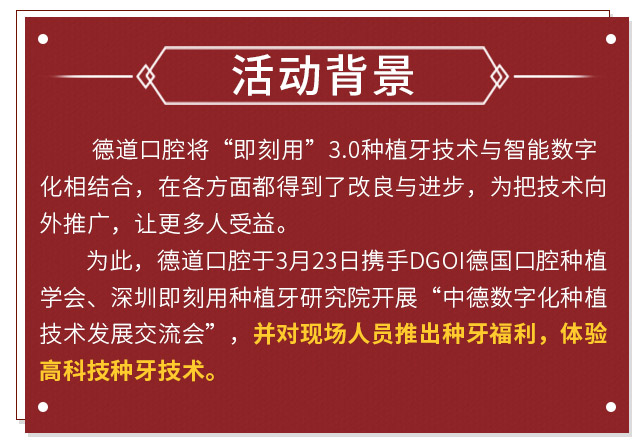 活动背景
德道口腔将“即刻用”3.0种植牙技术与智能数字
化相结合，在各方面都得到了改良与进步，为把技术向
外推广，让更多人受益。
为此，德道口腔于3月23日携手DGOI德国口腔种植
学会、深圳即刻用种植牙研究院开展“中德数字化种植
技术发展交流会”，并对现场人员推出种牙福利，体验
高科技种牙技术。